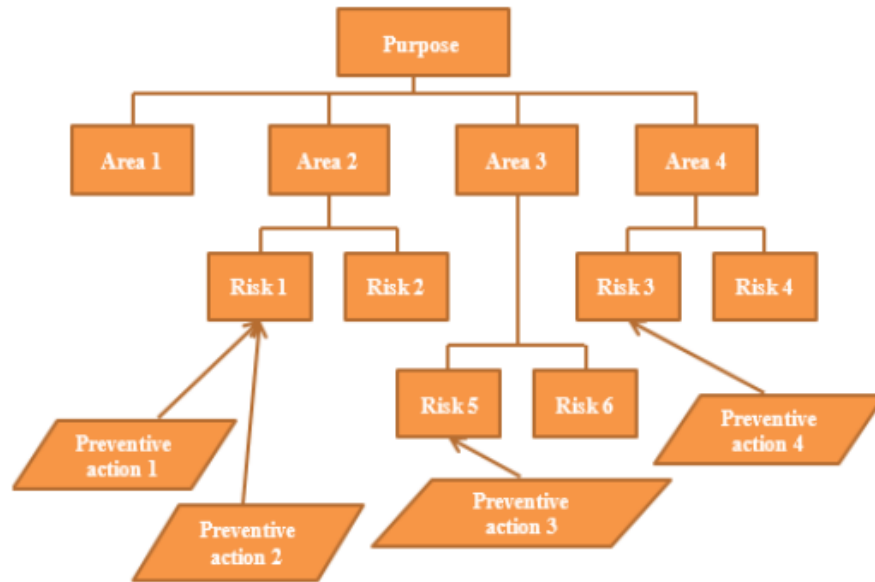 Purpose
Area 1
Area 2
Area 3
Area 4
Risk 1
Risk 2
Risk 3
Risk 4
Risk 5
Risk 6
Preventive
action 1
Preventive
action 2
Preventive
action 3
Preventive
action 4